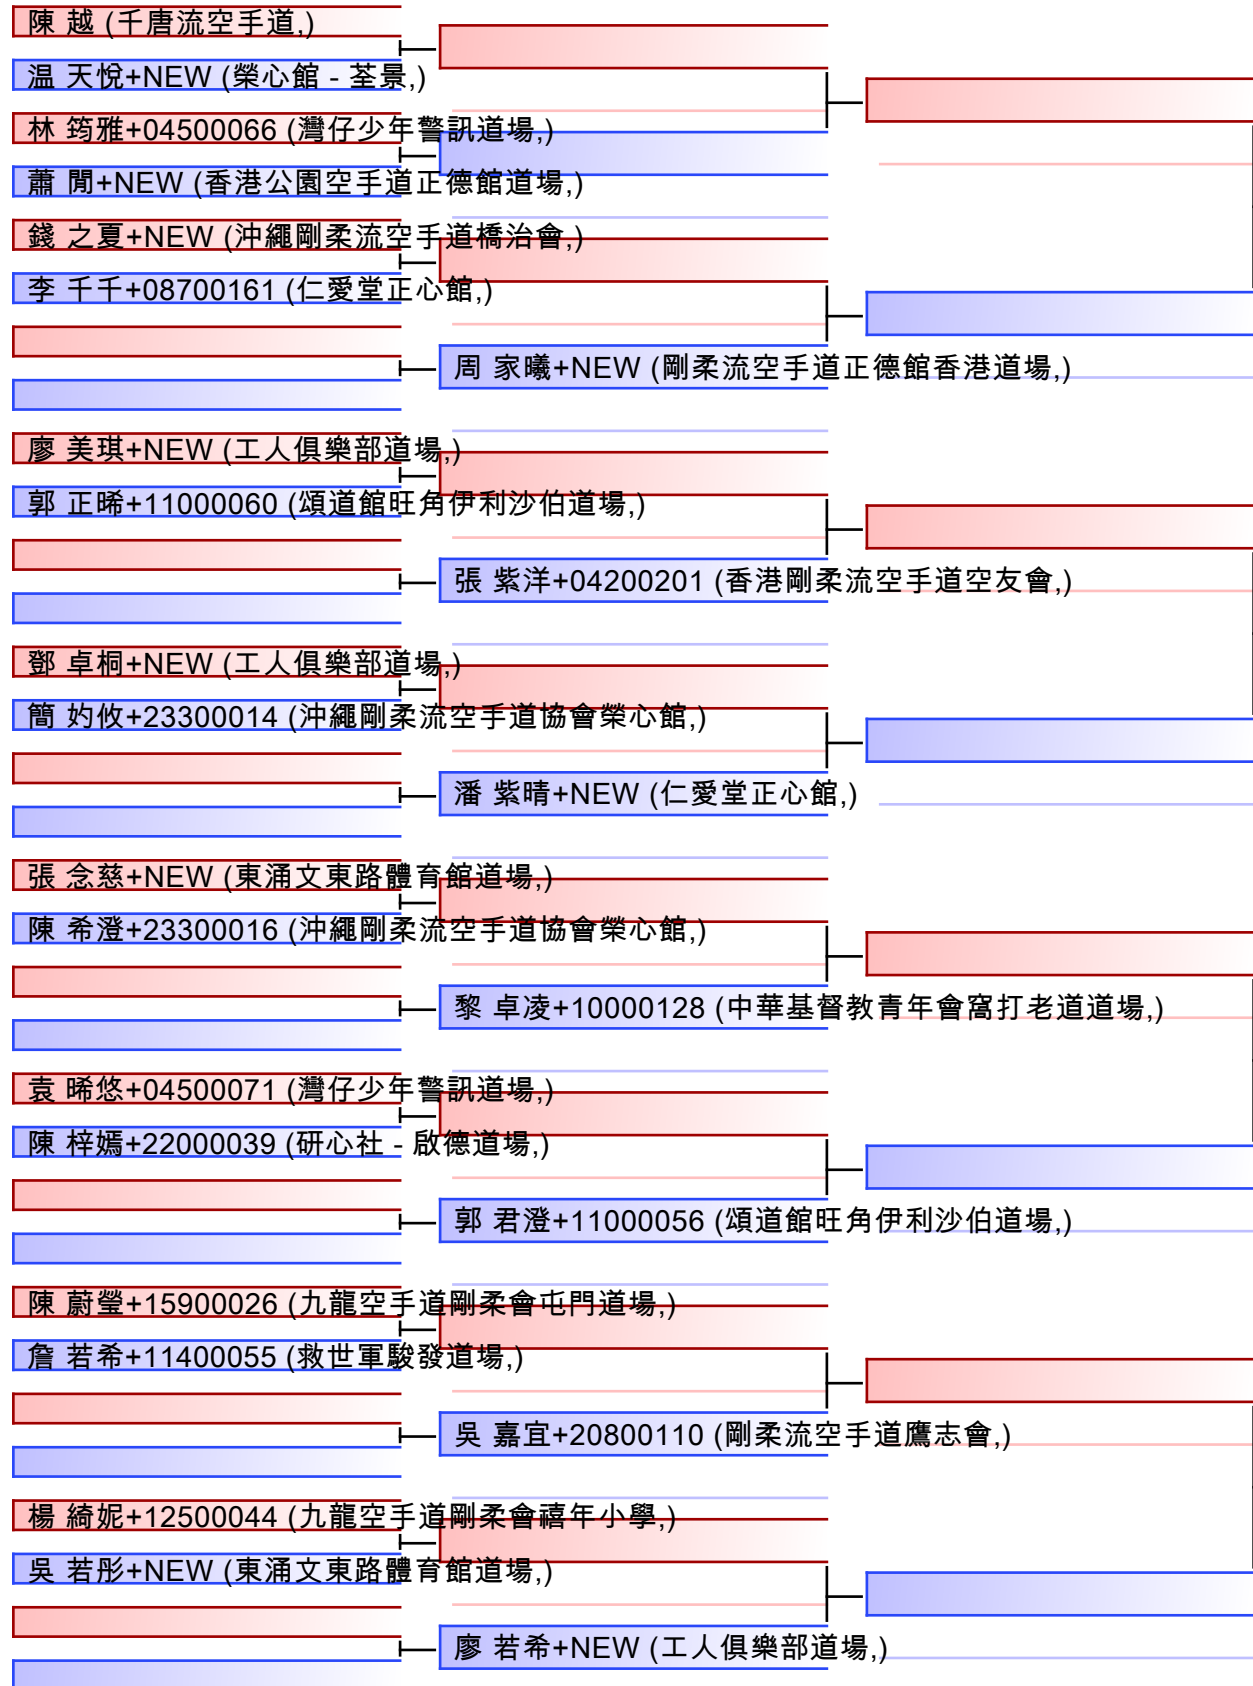 陳 越 (千唐流空手道,)
温 天悅+NEW (榮心館 - 荃景,)
林 筠雅+04500066 (灣仔少年警訊道場,)
蕭 閒+NEW (香港公園空手道正德館道場,)
錢 之夏+NEW (沖繩剛柔流空手道橋治會,)
李 千千+08700161 (仁愛堂正心館,)
周 家曦+NEW (剛柔流空手道正德館香港道場,)
廖 美琪+NEW (工人俱樂部道場,)
郭 正晞+11000060 (頌道館旺角伊利沙伯道場,)
張 紫洋+04200201 (香港剛柔流空手道空友會,)
鄧 卓桐+NEW (工人俱樂部道場,)
簡 妁攸+23300014 (沖繩剛柔流空手道協會榮心館,)
潘 紫晴+NEW (仁愛堂正心館,)
張 念慈+NEW (東涌文東路體育館道場,)
陳 希澄+23300016 (沖繩剛柔流空手道協會榮心館,)
黎 卓凌+10000128 (中華基督教青年會窩打老道道場,)
袁 晞悠+04500071 (灣仔少年警訊道場,)
陳 梓嫣+22000039 (研心社 - 啟德道場,)
郭 君澄+11000056 (頌道館旺角伊利沙伯道場,)
陳 蔚瑩+15900026 (九龍空手道剛柔會屯門道場,)
詹 若希+11400055 (救世軍駿發道場,)
吳 嘉宜+20800110 (剛柔流空手道鷹志會,)
楊 綺妮+12500044 (九龍空手道剛柔會禧年小學,)
吳 若彤+NEW (東涌文東路體育館道場,)
廖 若希+NEW (工人俱樂部道場,)